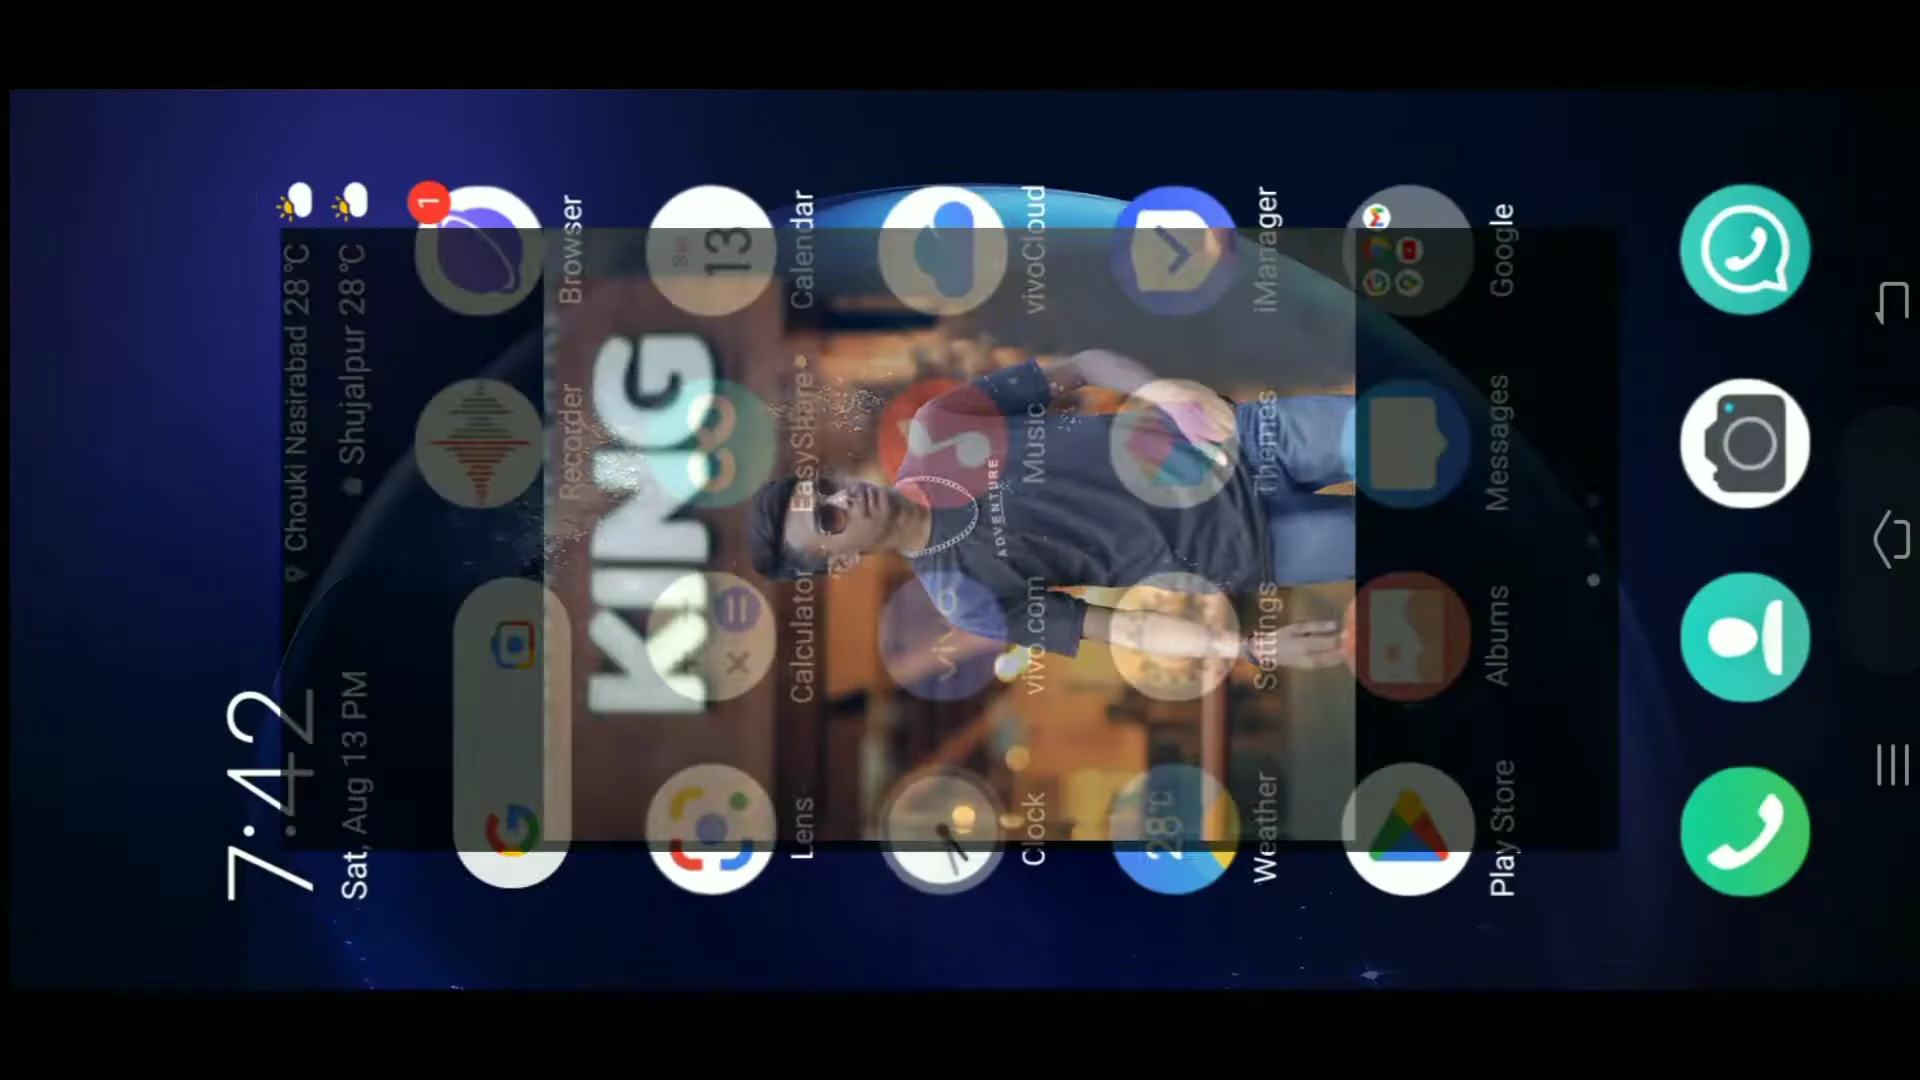 7:42
Chouki Nasirabad 28°C
Sat, Aug 13 PM
Shujalpur 28°C
1
Recorder
Browser
KING
13
Lens
Calculator
EasyShare
Calendar
vivo
ADVENTURE
Clock
vivo.com
Music
vivoCloud
28°C
Weather
Settings
Themes
iManager
Play Store
Albums
Messages
Google